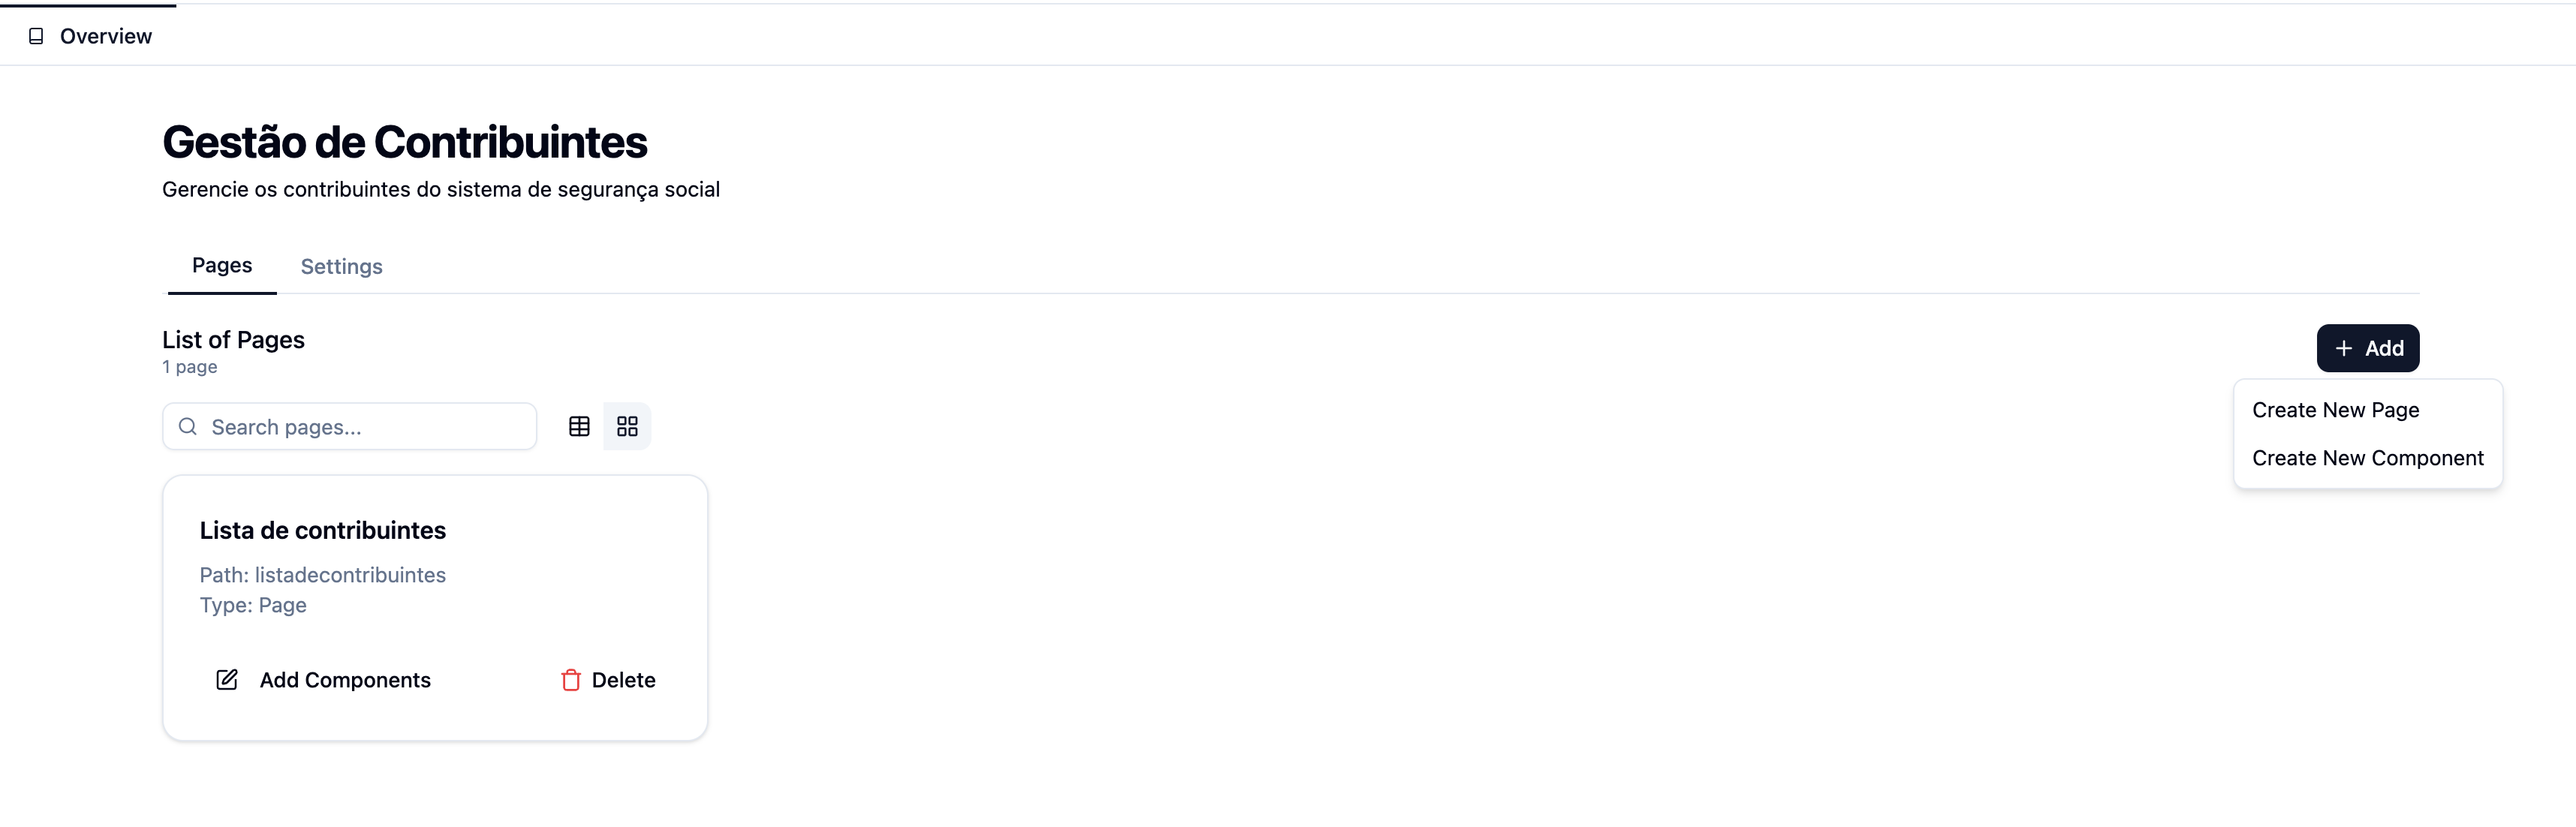 Overview
Gestão de Contribuintes
Gerencie os contribuintes do sistema de segurança social
Pages
Settings
List of Pages
1 page
Add
Create New Page
Create New Component
Search pages...
Lista de contribuintes
Path: listadecontribuintes
Type: Page
Add Components
Delete